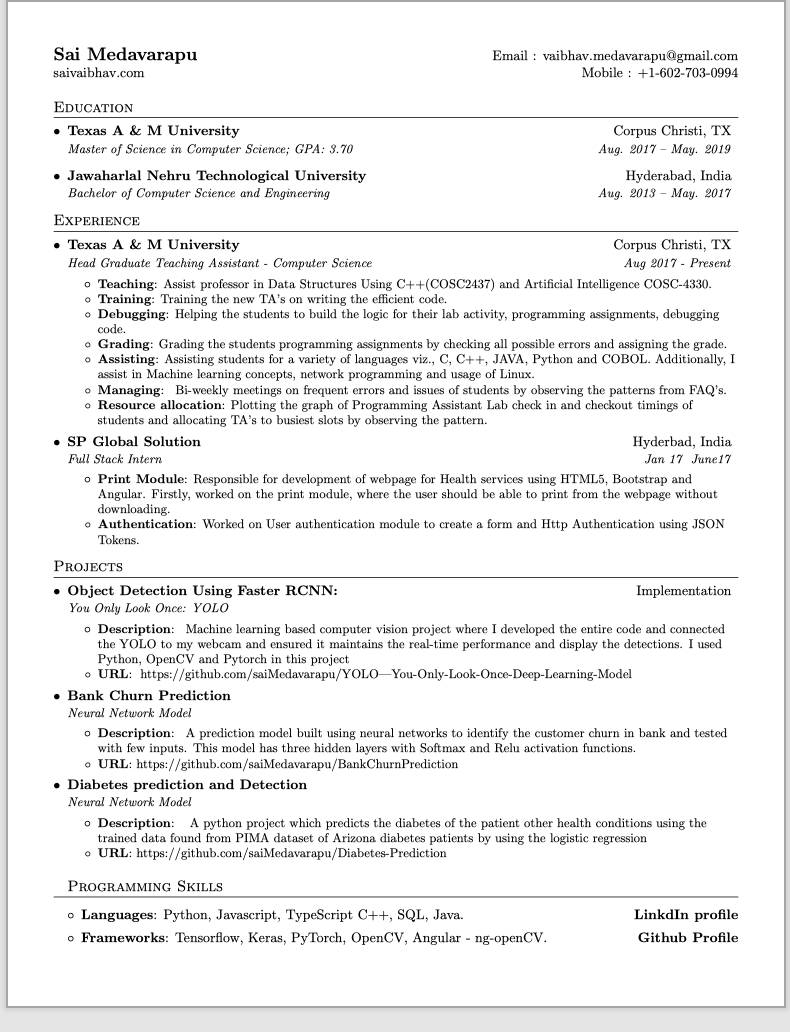 Sai Medavarapu
Email : vaibhav.medavarapu@gmail.com
saivaibhav.com
Mobile : +1-602-703-0994
Education
• Texas A & M University
Corpus Christi, TX
Master of Science in Computer Science; GPA: 3.70
Aug. 2017 – May. 2019
• Jawaharlal Nehru Technological University
Hyderabad, India
Bachelor of Computer Science and Engineering
Aug. 2013 – May. 2017
Experience
• Texas A & M University
Corpus Christi, TX
Head Graduate Teaching Assistant - Computer Science
Aug 2017 - Present
◦ Teaching: Assist professor in Data Structures Using C++(COSC2437) and Artificial Intelligence COSC-4330.
◦ Training: Training the new TA's on writing the efficient code.
◦ Debugging: Helping the students to build the logic for their lab activity, programming assignments, debugging
code.
◦ Grading: Grading the students programming assignments by checking all possible errors and assigning the grade.
◦ Assisting: Assisting students for a variety of languages viz., C, C++, JAVA, Python and COBOL. Additionally, I
assist in Machine learning concepts, network programming and usage of Linux.
◦ Managing: Bi-weekly meetings on frequent errors and issues of students by observing the patterns from FAQ's.
◦ Resource allocation: Plotting the graph of Programming Assistant Lab check in and checkout timings of
students and allocating TA's to busiest slots by observing the pattern.
• SP Global Solution
Hyderbad, India
Full Stack Intern
Jan 17 June17
◦ Print Module: Responsible for development of webpage for Health services using HTML5, Bootstrap and
Angular. Firstly, worked on the print module, where the user should be able to print from the webpage without
downloading.
◦ Authentication: Worked on User authentication module to create a form and Http Authentication using JSON
Tokens.
Projects
• Object Detection Using Faster RCNN:
Implementation
You Only Look Once: YOLO
◦ Description: Machine learning based computer vision project where I developed the entire code and connected
the YOLO to my webcam and ensured it maintains the real-time performance and display the detections. I used
Python, OpenCV and Pytorch in this project
◦ URL: https://github.com/saiMedavarapu/YOLO—You-Only-Look-Once-Deep-Learning-Model
• Bank Churn Prediction
Neural Network Model
◦ Description: A prediction model built using neural networks to identify the customer churn in bank and tested
with few inputs. This model has three hidden layers with Softmax and Relu activation functions.
◦ URL: https://github.com/saiMedavarapu/BankChurnPrediction
• Diabetes prediction and Detection
Neural Network Model
◦ Description: A python project which predicts the diabetes of the patient other health conditions using the
trained data found from PIMA dataset of Arizona diabetes patients by using the logistic regression
◦ URL: https://github.com/saiMedavarapu/Diabetes-Prediction
Programming Skills
◦ Languages: Python, Javascript, TypeScript C++, SQL, Java.
LinkdIn profile
◦ Frameworks: Tensorflow, Keras, PyTorch, OpenCV, Angular - ng-openCV.
Github Profile